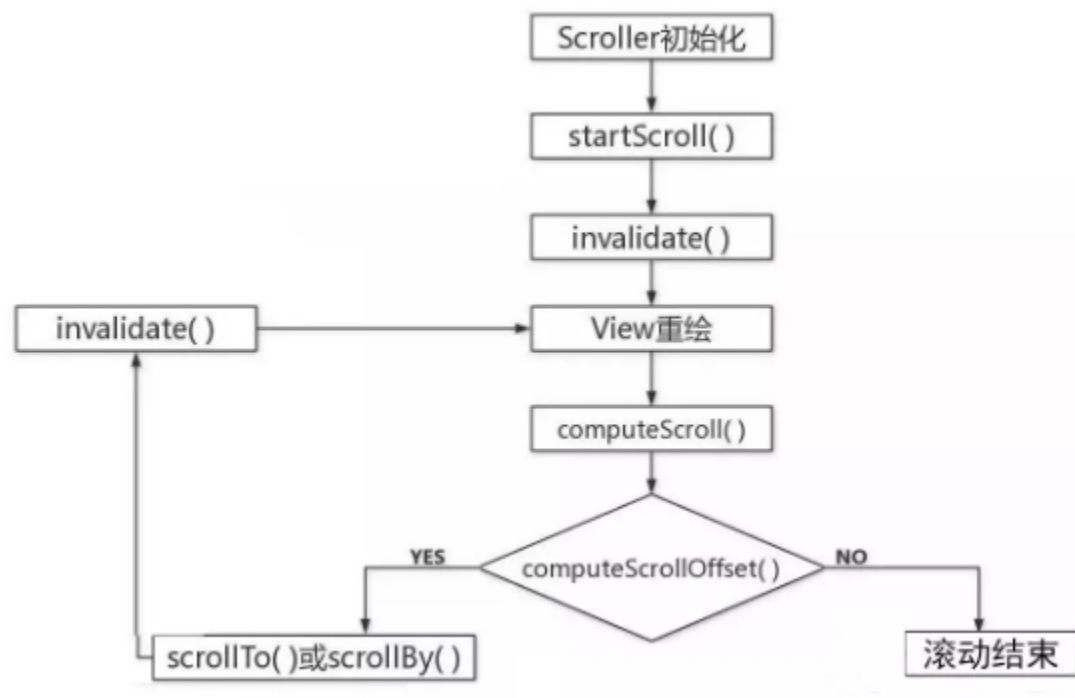 Scroller初始化
startScroll( )
invalidate( )
invalidate( )
View重绘
computeScroll( )
YES
computeScrollOffset( )
NO
scrollTo( )或scrollBy( )
滚动结束